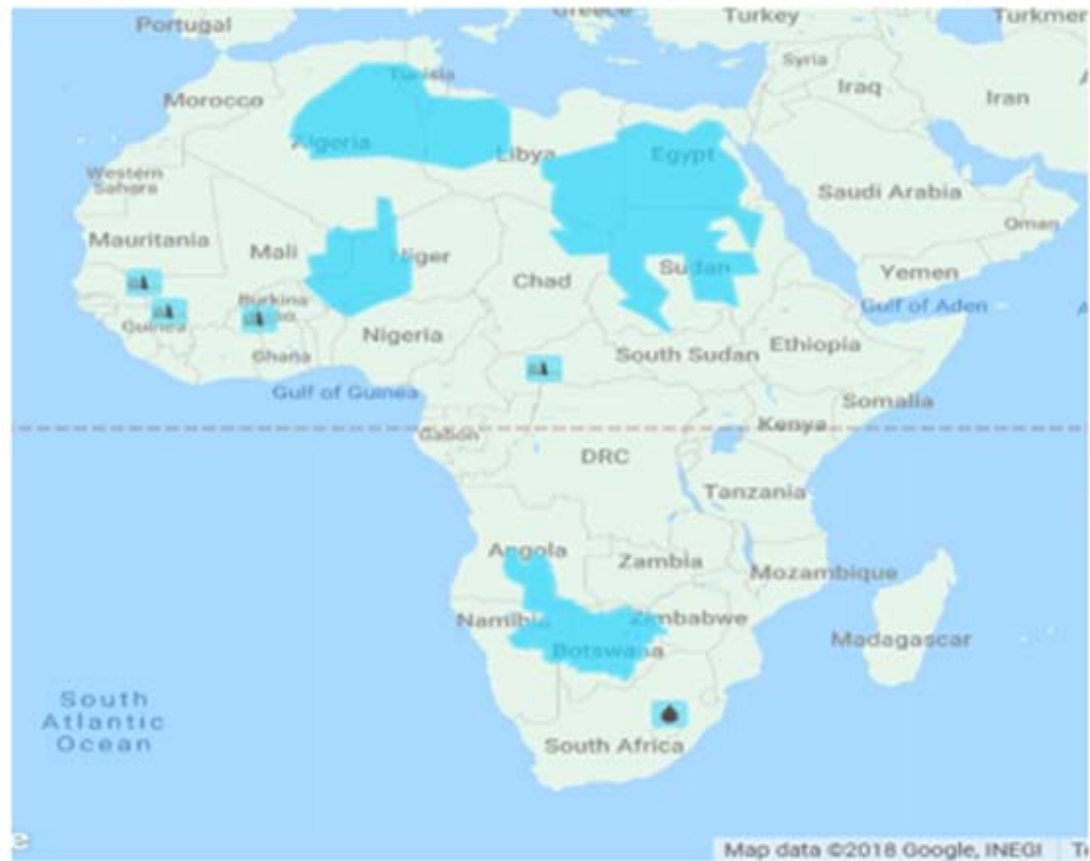 Portugal
Greece
Turkey
Turkmer
Tunisia
Syria
Iraq
Iran
Morocco
Algeria
Libya
Egypt
Western
Sahara
Saudi Arabia
Oman
Mauritania
Mali
Niger
Chad
Sudan
Yemen
Gulf of Aden
Burkina
Guinea
Ghana
Nigeria
South Sudan
Ethiopia
Gulf of Guinea
Somalia
Gabon
Kenya
DRC
Tanzania
Angola
Zambia
Mozambique
Namibia
Zimbabwe
Botswana
Madagascar
South
Atlantic
Ocean
South Africa
Map data ©2018 Google, INEGI